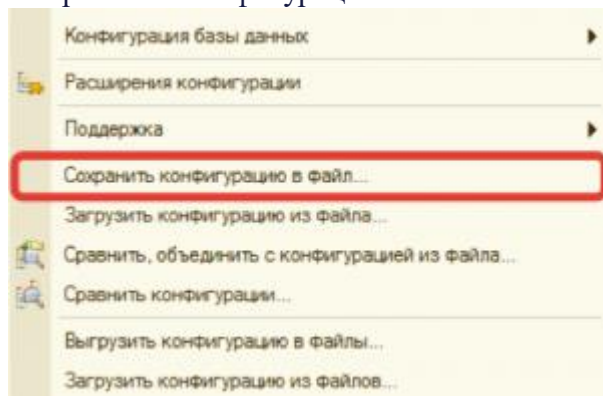 Конфигурация базы данных
Расширения конфигурации
Поддержка
Сохранить конфигурацию в файл...
Загрузить конфигурацию из файла...
Сравнить, объединить с конфигурацией из файла...
Сравнить конфигурации...
Выгрузить конфигурацию в файлы...
Загрузить конфигурацию из файлов...